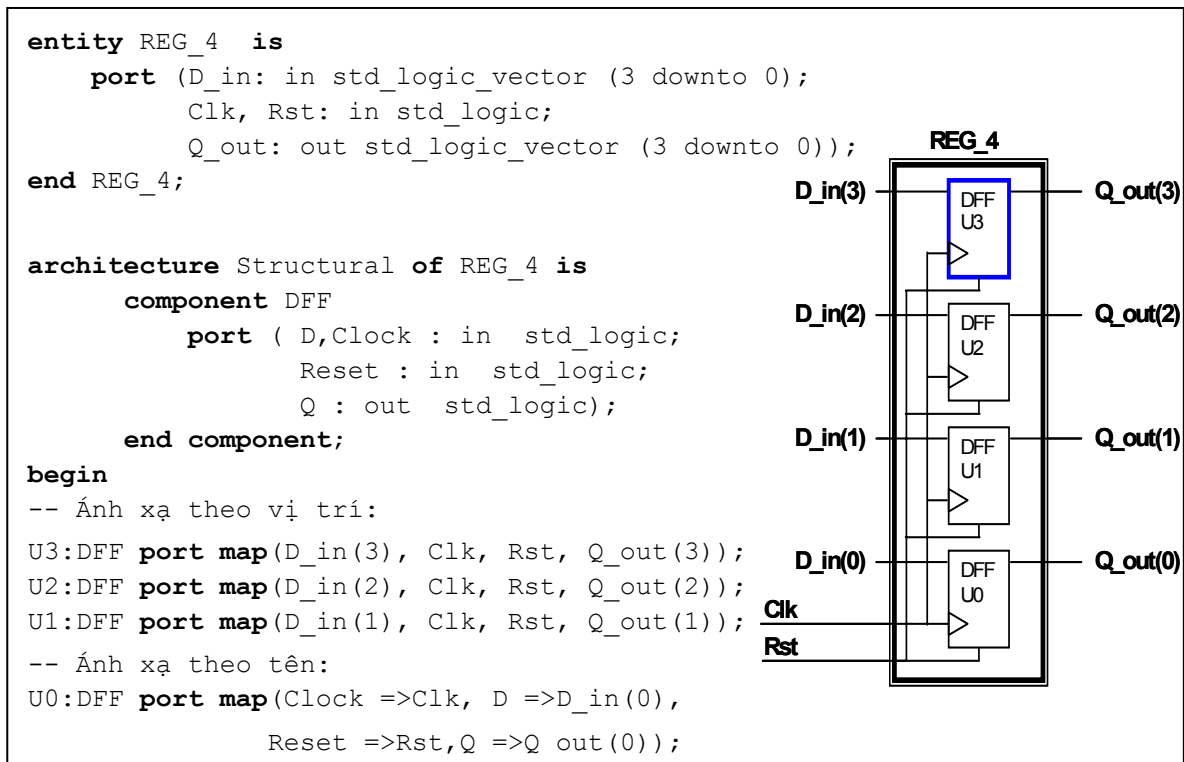 entity REG_4 is
port (D_in: in std_logic_vector (3 downto 0);
Clk, Rst: in std_logic;
Q_out: out std_logic_vector (3 downto 0));
end REG_4;
architecture Structural of REG_4 is
component DFF
port ( D,Clock : in std_logic;
Reset : in std_logic;
Q : out std_logic);
end component;
begin
-- Ánh xạ theo vị trí:
U3:DFF port map(D_in(3), Clk, Rst, Q_out(3));
U2:DFF port map(D_in(2), Clk, Rst, Q_out(2));
U1:DFF port map(D_in(1), Clk, Rst, Q_out(1));
-- Ánh xạ theo tên:
U0:DFF port map(Clock =>Clk, D =>D_in(0),
Reset =>Rst,Q =>Q out(0));
REG_4
D_in(3)
DFF
U3
Q_out(3)
D_in(2)
DFF
U2
Q_out(2)
D_in(1)
DFF
U1
Q_out(1)
D_in(0)
DFF
U0
Q_out(0)
Clk
Rst